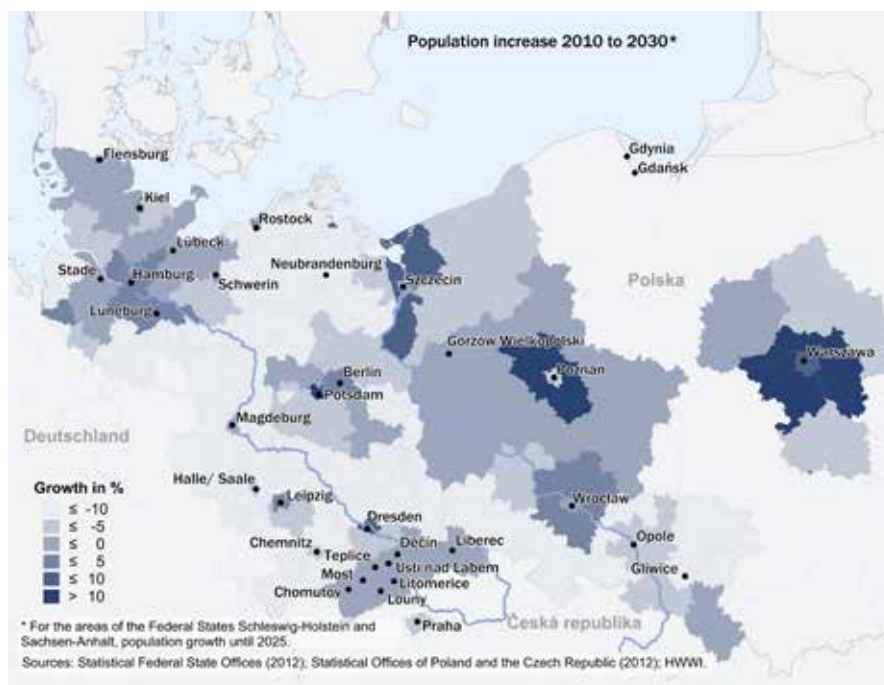 Population increase 2010 to 2030*
Gdynia
Gdańsk
Flensburg
Kiel
Rostock
Lübeck
Neubrandenburg
Stade
Hamburg
Schwerin
Szczecin
Polska
Lüneburg
Gorzów Wielkopolski
Warszawa
Berlin
Poznań
Potsdam
Magdeburg
Deutschland
Halle/ Saale
Growth in %
≤ -10
≤ -5
≤ 0
≤ 5
≤ 10
> 10
Leipzig
Wrocław
Dresden
Opole
Chemnitz
Děčín
Liberec
Teplice
Ústí nad Labem
Gliwice
Most
Litomerice
Chomutov
Louny
Praha
Česká republika
* For the areas of the Federal States Schleswig-Holstein and
Sachsen-Anhalt, population growth until 2025.
Sources: Statistical Federal State Offices (2012); Statistical Offices of Poland and the Czech Republic (2012); HWWI.